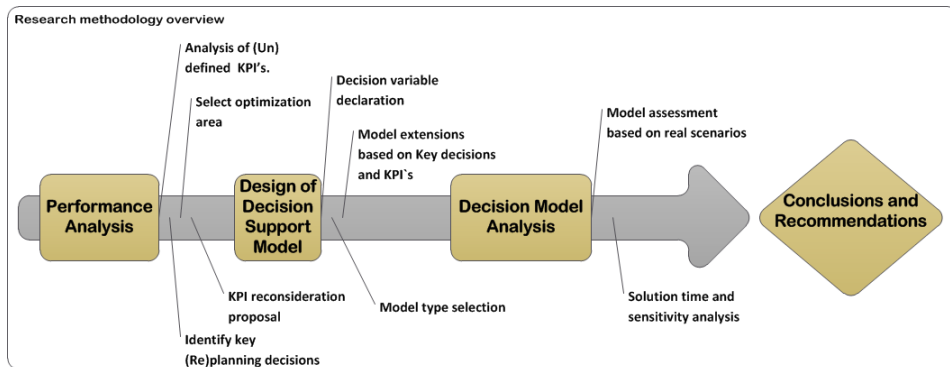 Research methodology overview
Analysis of (Un)
defined KPI's.
Select optimization
area
Performance
Analysis
KPI reconsideration
proposal
Identify key
(Re)planning decisions
Design of
Decision
Support
Model
Decision variable
declaration
Model extensions
based on Key decisions
and KPI`s
Model type selection
Decision Model
Analysis
Model assessment
based on real scenarios
Solution time and
sensitivity analysis
Conclusions and
Recommendations